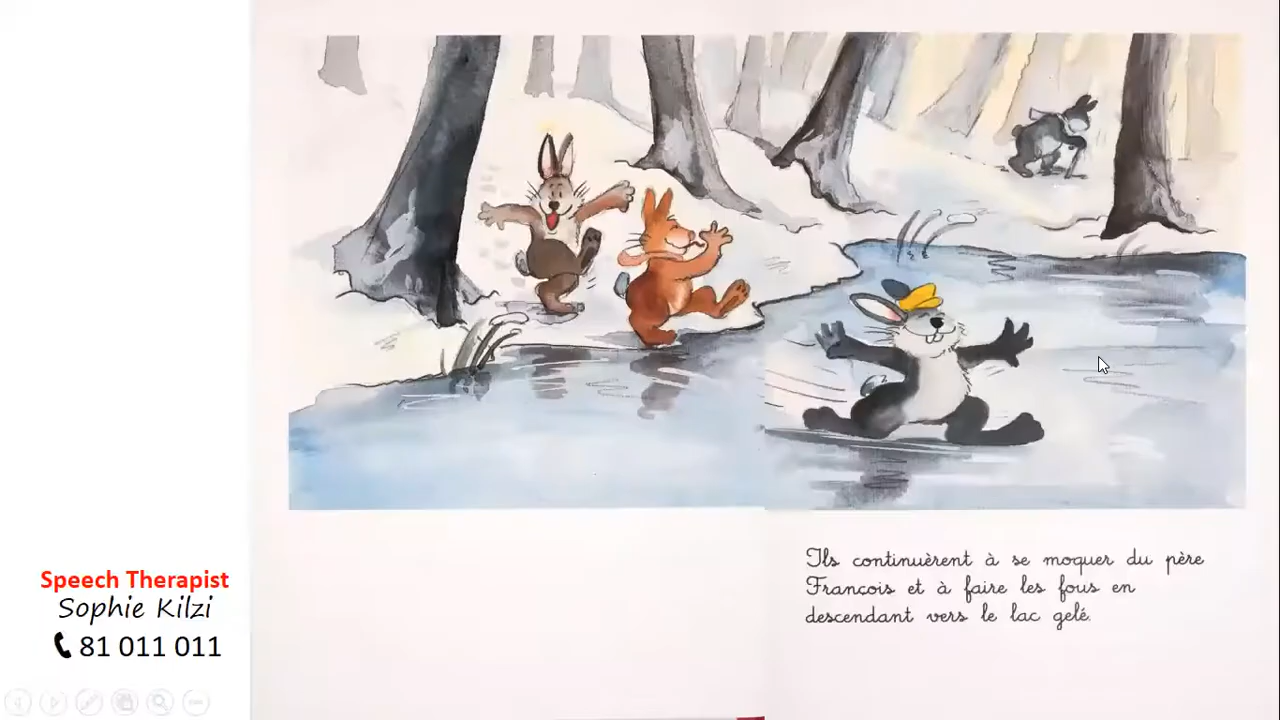 Speech Therapist
Sophie Kilzi
81 011 011
Ils continuèrent à se moquer du père
François et à faire les fous en
descendant vers le lac gelé.